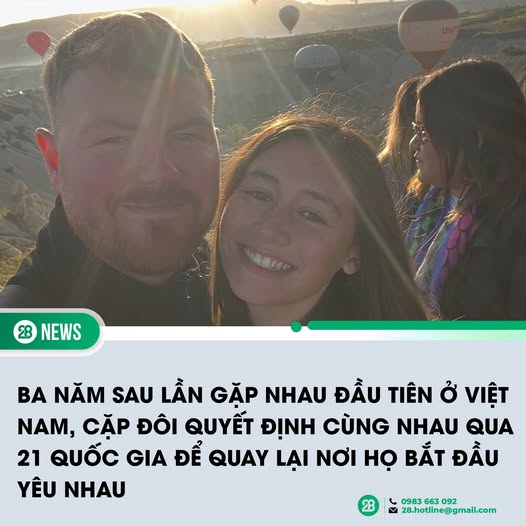 28 NEWS
BA NĂM SAU LẦN GẶP NHAU ĐẦU TIÊN Ở VIỆT
NAM, CẶP ĐÔI QUYẾT ĐỊNH CÙNG NHAU QUA
21 QUỐC GIA ĐỂ QUAY LẠI NƠI HỌ BẮT ĐẦU
YÊU NHAU
28
0983 663 092
28.hotline@gmail.com